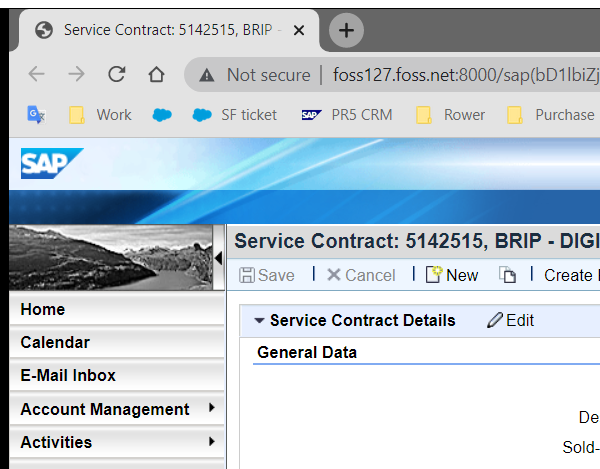 Service Contract: 5142515, BRIP -
Not secure | foss127.foss.net:8000/sap(bD1lbiZj
Work SF ticket SAP PR5 CRM Rower Purchase
SAP
Service Contract: 5142515, BRIP - DIGI
Save Cancel New Create
Home
Service Contract Details Edit
Calendar
General Data
E-Mail Inbox
Account Management
De
Activities
Sold-